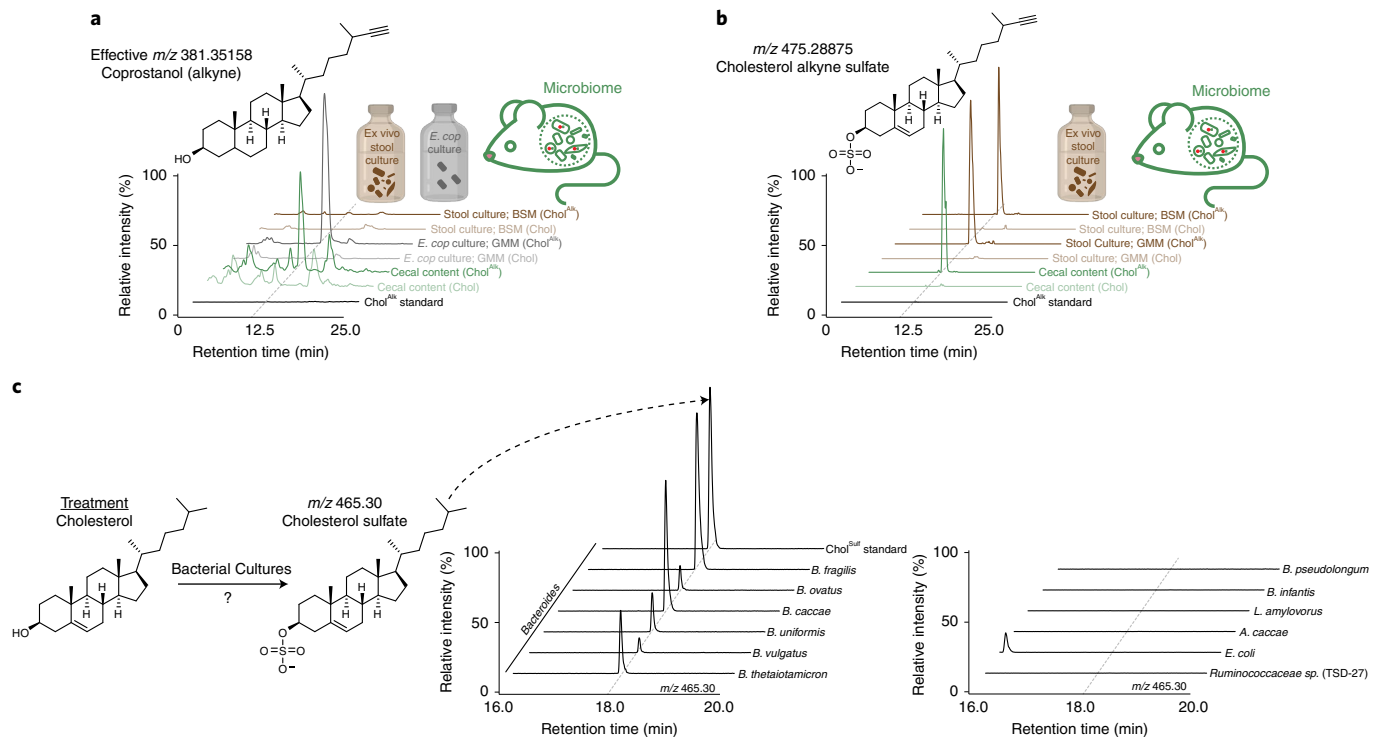 a
Effective m/z 381.35158
Coprostanol (alkyne)
H
H
H
HO
Ex vivo
stool
culture
E. cop
culture
Microbiome
Relative intensity (%)
100
50
0
Stool culture; BSM (Chol^Alk)
Stool culture; BSM (Chol)
E. cop culture; GMM (Chol^Alk)
E. cop culture; GMM (Chol)
Cecal content (Chol^Alk)
Cecal content (Chol)
Chol^Alk standard
0 12.5 25.0
Retention time (min)
b
m/z 475.28875
Cholesterol alkyne sulfate
H
H
H
O
O=S=O
O−
Ex vivo
stool
culture
Microbiome
Relative intensity (%)
100
50
0
Stool culture; BSM (Chol^Alk)
Stool culture; BSM (Chol)
Stool Culture; GMM (Chol^Alk)
Stool culture; GMM (Chol)
Cecal content (Chol^Alk)
Cecal content (Chol)
Chol^Alk standard
0 12.5 25.0
Retention time (min)
c
Treatment
Cholesterol
H
H
H
HO
Bacterial Cultures
?
m/z 465.30
Cholesterol sulfate
H
H
H
O
O=S=O
O−
Relative intensity (%)
100
50
0
Bacteroides
Chol^Sulf standard
B. fragilis
B. ovatus
B. caccae
B. uniformis
B. vulgatus
B. thetaiotamicron
m/z 465.30
16.0 18.0 20.0
Retention time (min)
Relative intensity (%)
100
50
0
B. pseudolongum
B. infantis
L. amylovorus
A. caccae
E. coli
Ruminococcaceae sp. (TSD-27)
m/z 465.30
16.0 18.0 20.0
Retention time (min)